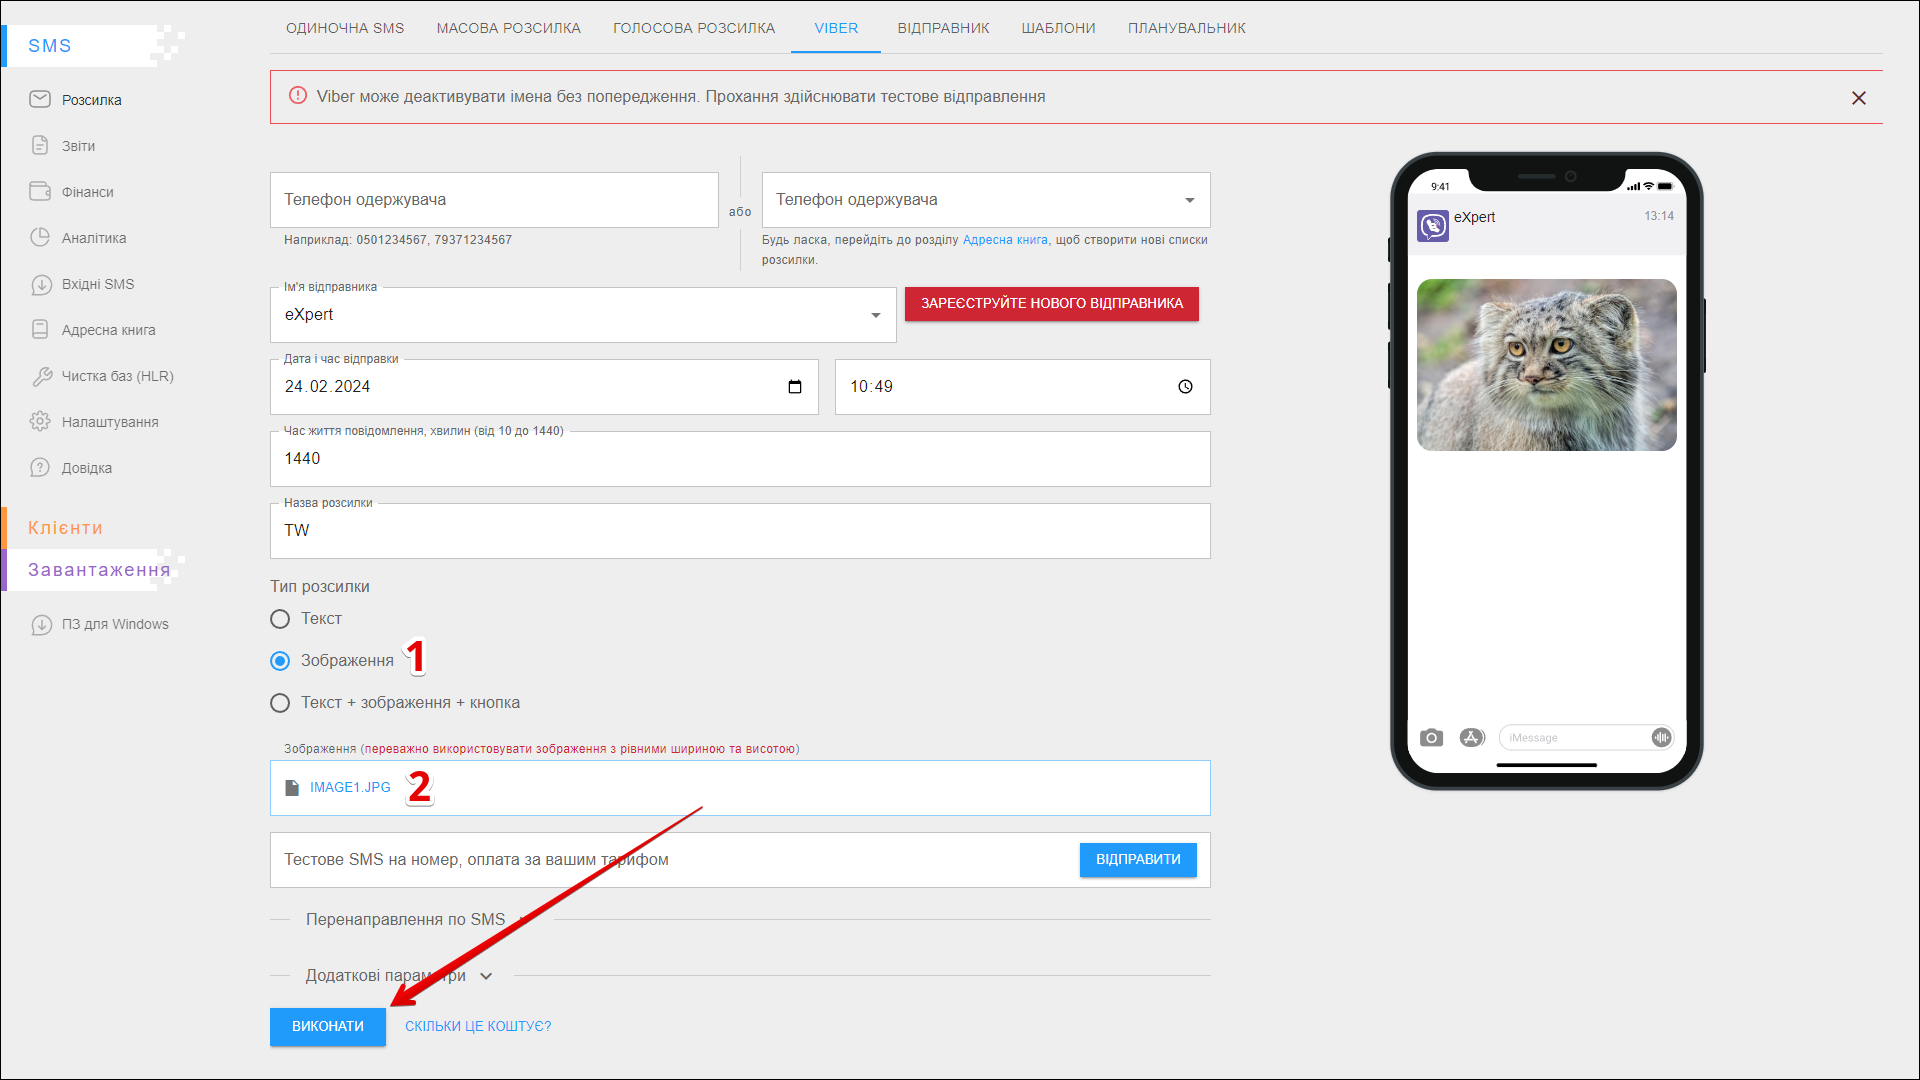 SMS
Розсилка
Звіти
Фінанси
Аналітика
Вхідні SMS
Адресна книга
Чистка баз (HLR)
Налаштування
Довідка
Клієнти
Завантаження
ПЗ для Windows
ОДИНОЧНА SMS
МАСОВА РОЗСИЛКА
ГОЛОСОВА РОЗСИЛКА
VIBER
ВІДПРАВНИК
ШАБЛОНИ
ПЛАНУВАЛЬНИК
Viber може деактивувати імена без попередження. Прохання здійснювати тестове відправлення
Телефон одержувача
Наприклад: 0501234567, 79371234567
або
Телефон одержувача
Будь ласка, перейдіть до розділу Адресна книга, щоб створити нові списки
розсилки.
Ім'я відправника
eXpert
ЗАРЕЄСТРУЙТЕ НОВОГО ВІДПРАВНИКА
Дата і час відправки
24.02.2024
10:49
Час життя повідомлення, хвилин (від 10 до 1440)
1440
Назва розсилки
TW
Тип розсилки
Текст
Зображення 1
Текст + зображення + кнопка
Зображення (переважно використовувати зображення з рівними шириною та висотою)
IMAGE1.JPG 2
Тестове SMS на номер, оплата за вашим тарифом
ВІДПРАВИТИ
Перенаправлення по SMS
Додаткові параметри
ВИКОНАТИ
СКІЛЬКИ ЦЕ КОШТУЄ?
9:41
eXpert
13:14
iMessage